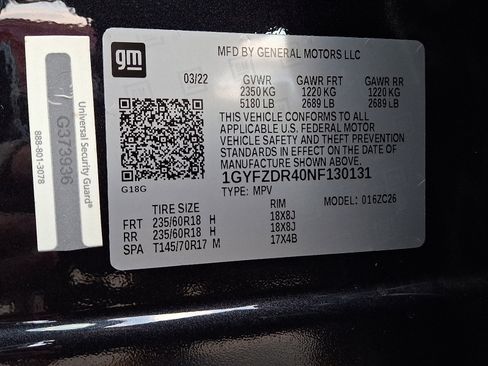 gm
MFD BY GENERAL MOTORS LLC
03/22 GVWR GAWR FRT GAWR RR
2350 KG 1220 KG 1220 KG
5180 LB 2689 LB 2689 LB
THIS VEHICLE CONFORMS TO ALL
APPLICABLE U.S. FEDERAL MOTOR
VEHICLE SAFETY AND THEFT PREVENTION
STANDARDS IN EFFECT ON THE DATE OF
MANUFACTURE SHOWN ABOVE.
1GYFZDR40NF130131
G18G TYPE: MPV
MODEL: 016ZC26
TIRE SIZE RIM
FRT 235/60R18 H 18X8J
RR 235/60R18 H 18X8J
SPA T145/70R17 M 17X4B
Universal Security Guard®
G373936
888-801-3078